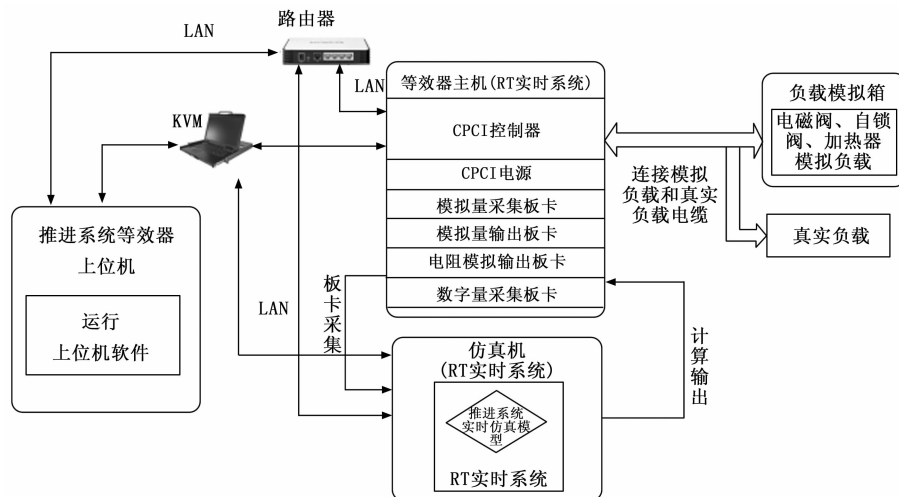 路由器
LAN
LAN
KVM
等效器主机(RT实时系统)
CPCI控制器
CPCI电源
模拟量采集板卡
模拟量输出板卡
电阻模拟输出板卡
数字量采集板卡
负载模拟箱
电磁阀、自锁
阀、加热器
模拟负载
连接模拟
负载和真实
负载电缆
真实负载
推进系统等效器
上位机
运行
上位机软件
LAN
板卡采集
仿真机
(RT实时系统)
推进系统
实时仿真模
型
RT实时系统
计算输出